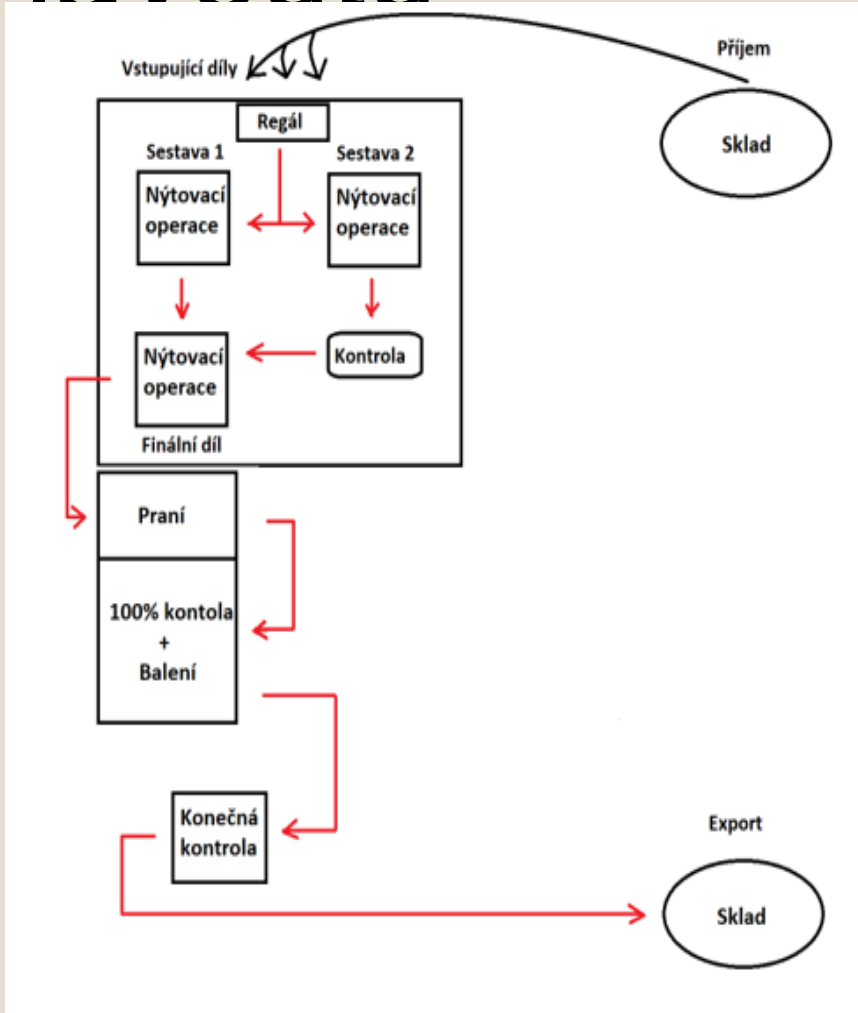 Příjem
Vstupující díly
Sklad
Regál
Sestava 1
Sestava 2
Nýtovací
operace
Nýtovací
operace
Nýtovací
operace
Kontrola
Finální díl
Praní
100% kontola
+
Balení
Konečná
kontrola
Export
Sklad